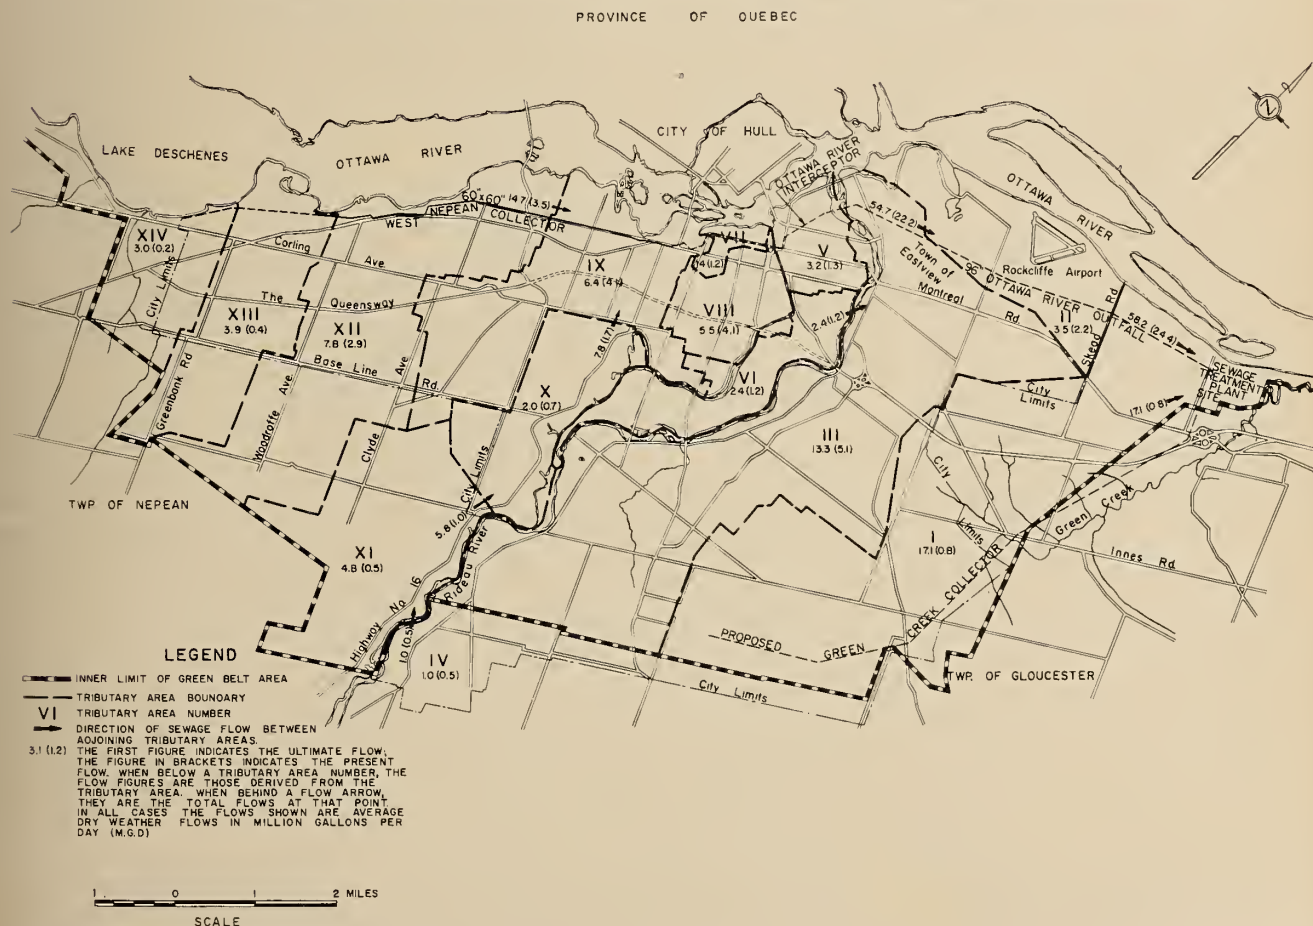 PROVINCE OF QUEBEC
LAKE DESCHENES
OTTAWA RIVER
CITY OF HULL
OTTAWA RIVER
INTERCEPTOR
OTTAWA RIVER
60" x 60" 14.7 (3.5)
WEST NEPEAN COLLECTOR
54.7 (22.2)
Town of
Eastview
96"
OTTAWA RIVER OUTFALL
Rockcliffe Airport
58.2 (24.4)
SEWAGE
TREATMENT
PLANT
SITE
XIV
3.0 (0.2)
City Limits
Carling Ave.
The Queensway
XIII
3.9 (0.4)
XII
7.8 (2.9)
Base Line Rd.
Greenbank Rd
Woodroffe Ave.
Clyde Ave
IX
VII
V
3.2 (1.3)
VIII
5.5 (4.1)
2.4 (1.2)
VI
2.4 (1.2)
7.8 (1.7)
X
2.0 (0.7)
Montreal Rd.
II
3.5 (2.2)
Skead Rd
City
Limits
17.1 (0.8)
III
13.3 (5.1)
City Limits
I
17.1 (0.8)
Green Creek
Innes Rd.
City Limits
5.8 (1.0)
TWP OF NEPEAN
XI
4.8 (0.5)
Highway No 16
Rideau River
1.0 (0.5)
IV
1.0 (0.5)
PROPOSED GREEN CREEK COLLECTOR
City Limits
TWP. OF GLOUCESTER
LEGEND
INNER LIMIT OF GREEN BELT AREA
TRIBUTARY AREA BOUNDARY
VI TRIBUTARY AREA NUMBER
DIRECTION OF SEWAGE FLOW BETWEEN
ADJOINING TRIBUTARY AREAS.
3.1 (1.2) THE FIRST FIGURE INDICATES THE ULTIMATE FLOW;
THE FIGURE IN BRACKETS INDICATES THE PRESENT
FLOW. WHEN BELOW A TRIBUTARY AREA NUMBER, THE
FLOW FIGURES ARE THOSE DERIVED FROM THE
TRIBUTARY AREA. WHEN BEHIND A FLOW ARROW,
THEY ARE THE TOTAL FLOWS AT THAT POINT.
IN ALL CASES THE FLOWS SHOWN ARE AVERAGE
DRY WEATHER FLOWS IN MILLION GALLONS PER
DAY (M.G.D)
1 0 1 2 MILES
SCALE